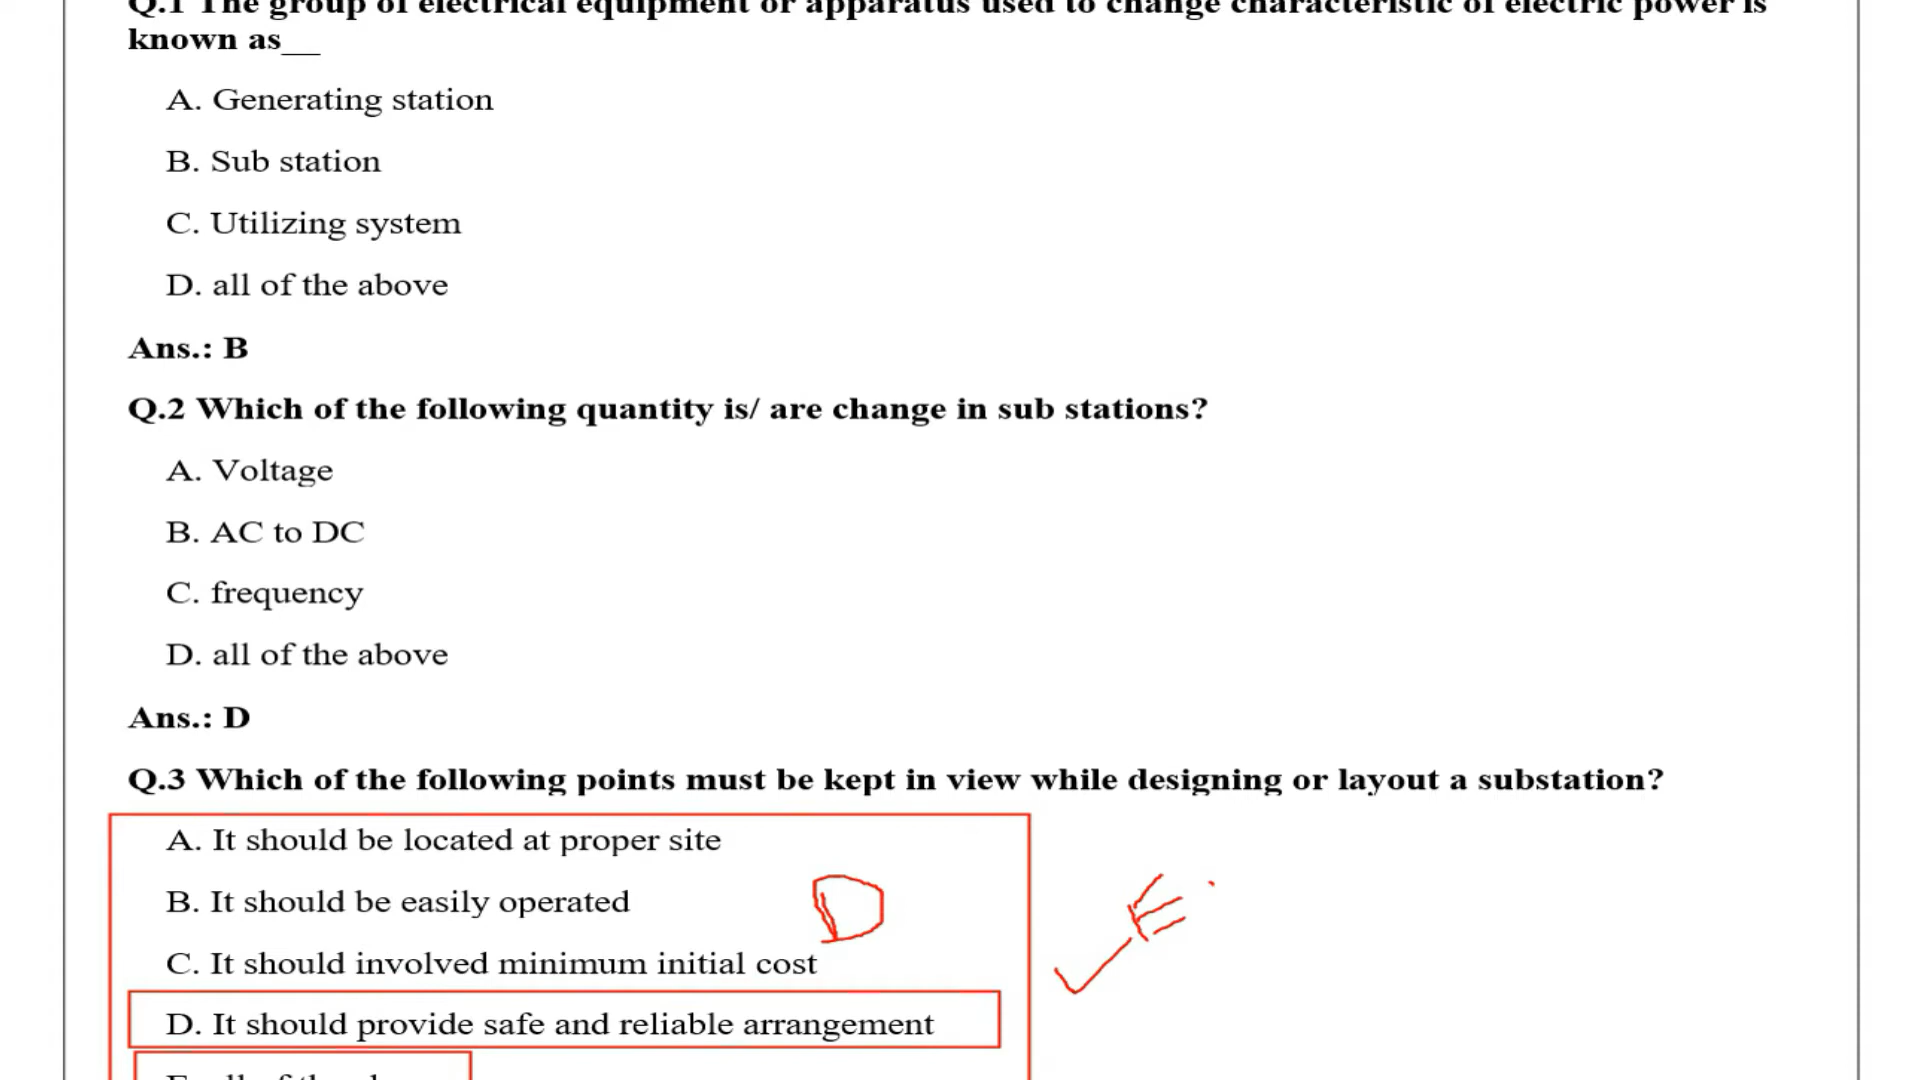 Q.1 The group of electrical equipment or apparatus used to change characteristic of electric power is
known as__
A. Generating station
B. Sub station
C. Utilizing system
D. all of the above
Ans.: B
Q.2 Which of the following quantity is/ are change in sub stations?
A. Voltage
B. AC to DC
C. frequency
D. all of the above
Ans.: D
Q.3 Which of the following points must be kept in view while designing or layout a substation?
A. It should be located at proper site
B. It should be easily operated
D
E
C. It should involved minimum initial cost
D. It should provide safe and reliable arrangement